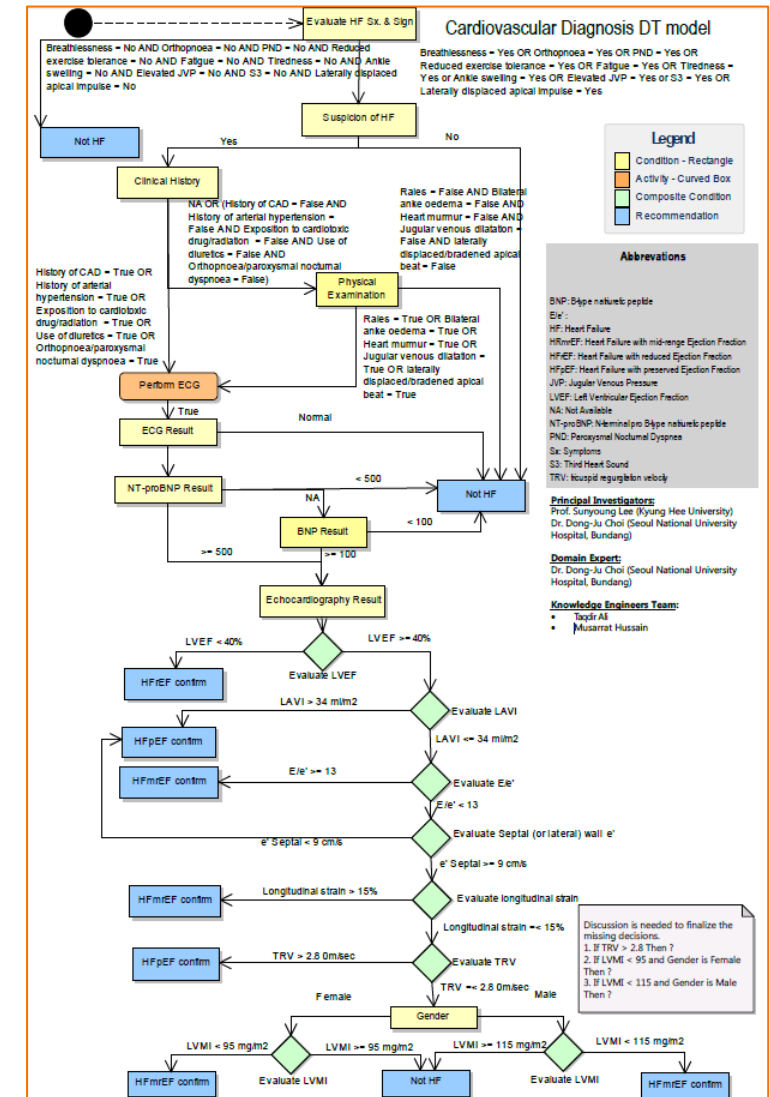 Evaluate HF Sx. & Sign
Cardiovascular Diagnosis DT model
Breathlessness = No AND Orthopnoea = No AND PND = No AND Reduced
exercise tolerance = No AND Fatigue = No AND Tiredness = No AND Ankle
swelling = No AND Elevated JVP = No AND S3 = No AND Laterally displaced
apical impulse = No
Breathlessness = Yes OR Orthopnoea = Yes OR PND = Yes OR
Reduced exercise tolerance = Yes OR Fatigue = Yes OR Tiredness =
Yes or Ankle swelling = Yes OR Elevated JVP = Yes or S3 = Yes OR
Laterally displaced apical impulse = Yes
Suspicion of HF
Not HF
Yes
No
Legend
Condition - Rectangle
Activity - Curved Box
Composite Condition
Recommendation
Clinical History
NA OR (History of CAD = False AND
History of arterial hypertension =
False AND Exposition to cardiotoxic
drug/radiation = False AND Use of
diuretics = False AND
Orthopnoea/paroxysmal nocturnal
dyspnoea = False)
Rales = False AND Bilateral
anke oedema = False AND
Heart murmur = False AND
Jugular venous dilatation =
False AND laterally
displaced/bradened apical
beat = False
Physical
Examination
History of CAD = True OR
History of arterial
hypertension = True OR
Exposition to cardiotoxic
drug/radiation = True OR
Use of diuretics = True OR
Orthopnoea/paroxysmal
nocturnal dyspnoea = True
Rales = True OR Bilateral
anke oedema = True OR
Heart murmur = True OR
Jugular venous dilatation =
True OR laterally
displaced/bradened apical
beat = True
Abbrevations
BNP: B-type natriuretic peptide
E/e' :
HF: Heart Failure
HRmrEF: Heart Failure with mid-range Ejection Fraction
HFrEF: Heart Failure with reduced Ejection Fraction
HFpEF: Heart Failure with preserved Ejection Fraction
JVP: Jugular Venous Pressure
LVEF: Left Ventricular Ejection Fraction
NA: Not Available
NT-proBNP: N-terminal pro B-type natriuretic peptide
PND: Paroxysmal Nocturnal Dyspnea
Sx: Symptoms
S3: Third Heart Sound
TRV: tricuspid regurgitation velocity
Perform ECG
True
ECG Result
Normal
NT-proBNP Result
< 500
NA
Not HF
BNP Result
< 100
>= 500
>= 100
Principal Investigators:
Prof. Sunyoung Lee (Kyung Hee University)
Dr. Dong-Ju Choi (Seoul National University
Hospital, Bundang)
Domain Expert:
Dr. Dong-Ju Choi (Seoul National University
Hospital, Bundang)
Knowledge Engineers Team:
• Taqdir Ali
• Musarrat Hussain
Echocardiography Result
LVEF < 40%
LVEF >= 40%
Evaluate LVEF
HFrEF confirm
LAVI > 34 ml/m2
Evaluate LAVI
HFpEF confirm
LAVI <= 34 ml/m2
HFmrEF confirm
E/e' >= 13
Evaluate E/e'
E/e' < 13
Evaluate Septal (or lateral) wall e'
e' Septal < 9 cm/s
e' Septal >= 9 cm/s
HFmrEF confirm
Longitudinal strain > 15%
Evaluate longitudinal strain
Longitudinal strain =< 15%
HFpEF confirm
TRV > 2.8 0m/sec
Evaluate TRV
TRV =< 2.8 0m/sec
Discussion is needed to finalize the
missing decisions.
1. If TRV > 2.8 Then ?
2. If LVMI < 95 and Gender is Female
Then ?
3. If LVMI < 115 and Gender is Male
Then ?
Female
Male
Gender
LVMI < 95 mg/m2
LVMI >= 95 mg/m2
LVMI >= 115 mg/m2
LVMI < 115 mg/m2
HFmrEF confirm
Evaluate LVMI
Not HF
Evaluate LVMI
HFmrEF confirm